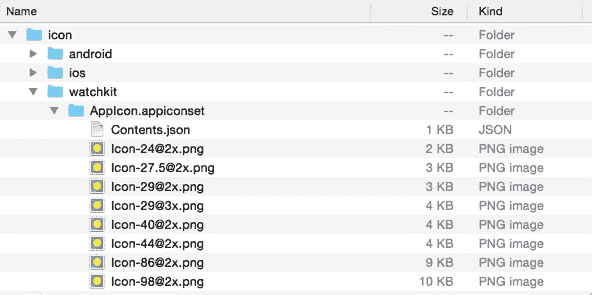 Name Size Kind
icon -- Folder
android -- Folder
ios -- Folder
watchkit -- Folder
AppIcon.appiconset -- Folder
Contents.json 1 KB JSON
Icon-24@2x.png 2 KB PNG image
Icon-27.5@2x.png 3 KB PNG image
Icon-29@2x.png 3 KB PNG image
Icon-29@3x.png 4 KB PNG image
Icon-40@2x.png 4 KB PNG image
Icon-44@2x.png 4 KB PNG image
Icon-86@2x.png 9 KB PNG image
Icon-98@2x.png 10 KB PNG image